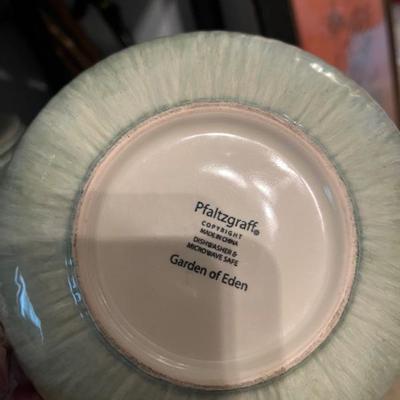 Pfaltzgraff®
COPYRIGHT
MADE IN CHINA
DISHWASHER &
MICROWAVE SAFE
Garden of Eden